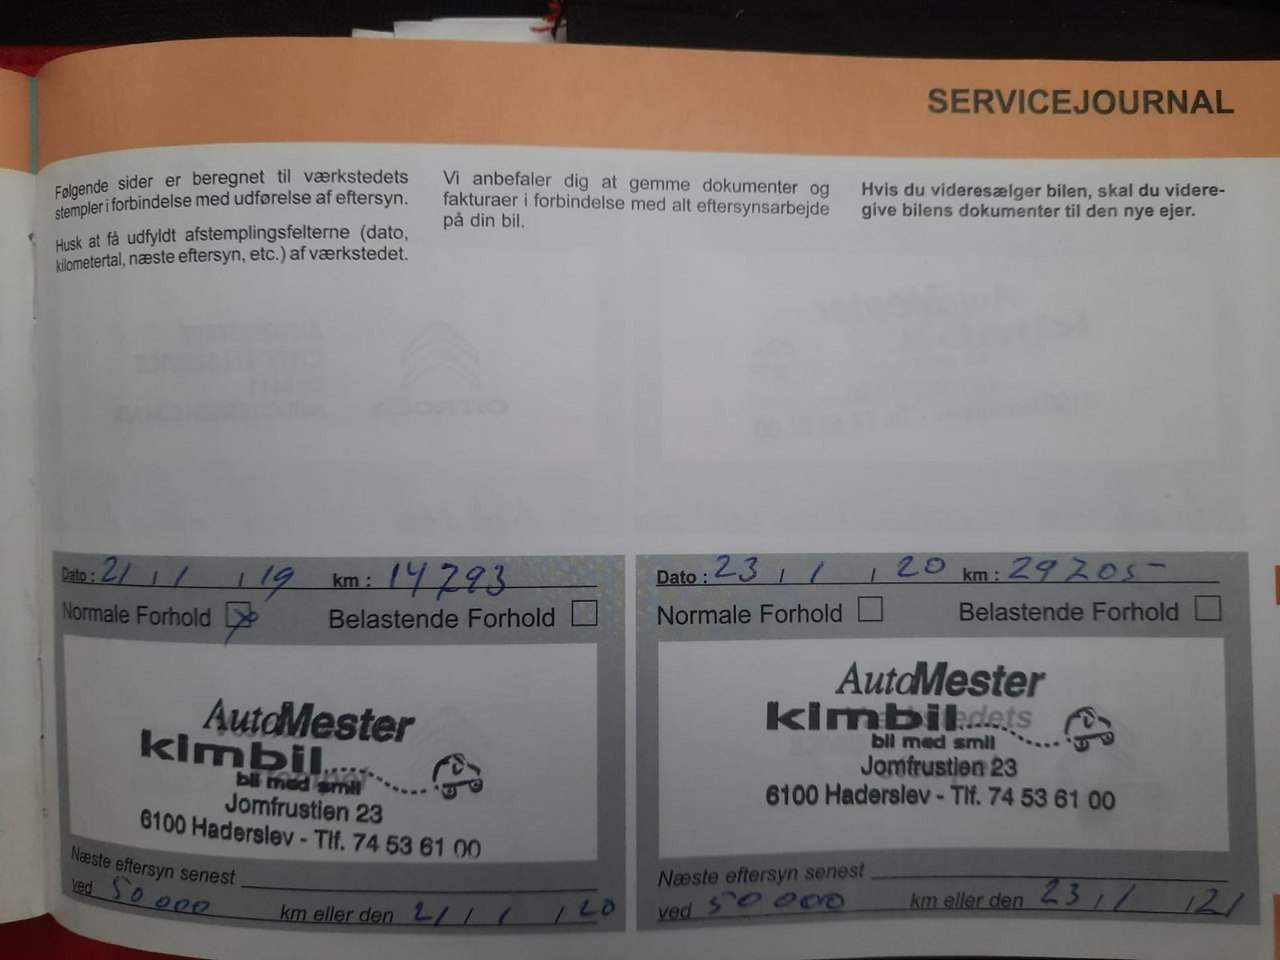 SERVICEJOURNAL
Følgende sider er beregnet til værkstedets
stempler i forbindelse med udførelse af eftersyn.
Husk at få udfyldt afstemplingsfelterne (dato,
kilometertal, næste eftersyn, etc.) af værkstedet.
Vi anbefaler dig at gemme dokumenter og
fakturaer i forbindelse med alt eftersynsarbejde
på din bil.
Hvis du videresælger bilen, skal du videre-
give bilens dokumenter til den nye ejer.
Dato : 21 / 1 / 19 km : 14793
Normale Forhold Belastende Forhold
AutoMester
kimbil
bil med smil
Jomfrustien 23
6100 Haderslev - Tlf. 74 53 61 00
Næste eftersyn senest
ved 50 000 km eller den 21 / 1 / 20
Dato : 23 / 1 / 20 km : 29205-
Normale Forhold Belastende Forhold
AutoMester
kimbil
bil med smil
Jomfrustien 23
6100 Haderslev - Tlf. 74 53 61 00
Næste eftersyn senest
ved 50 000 km eller den 23 / 1 / 21